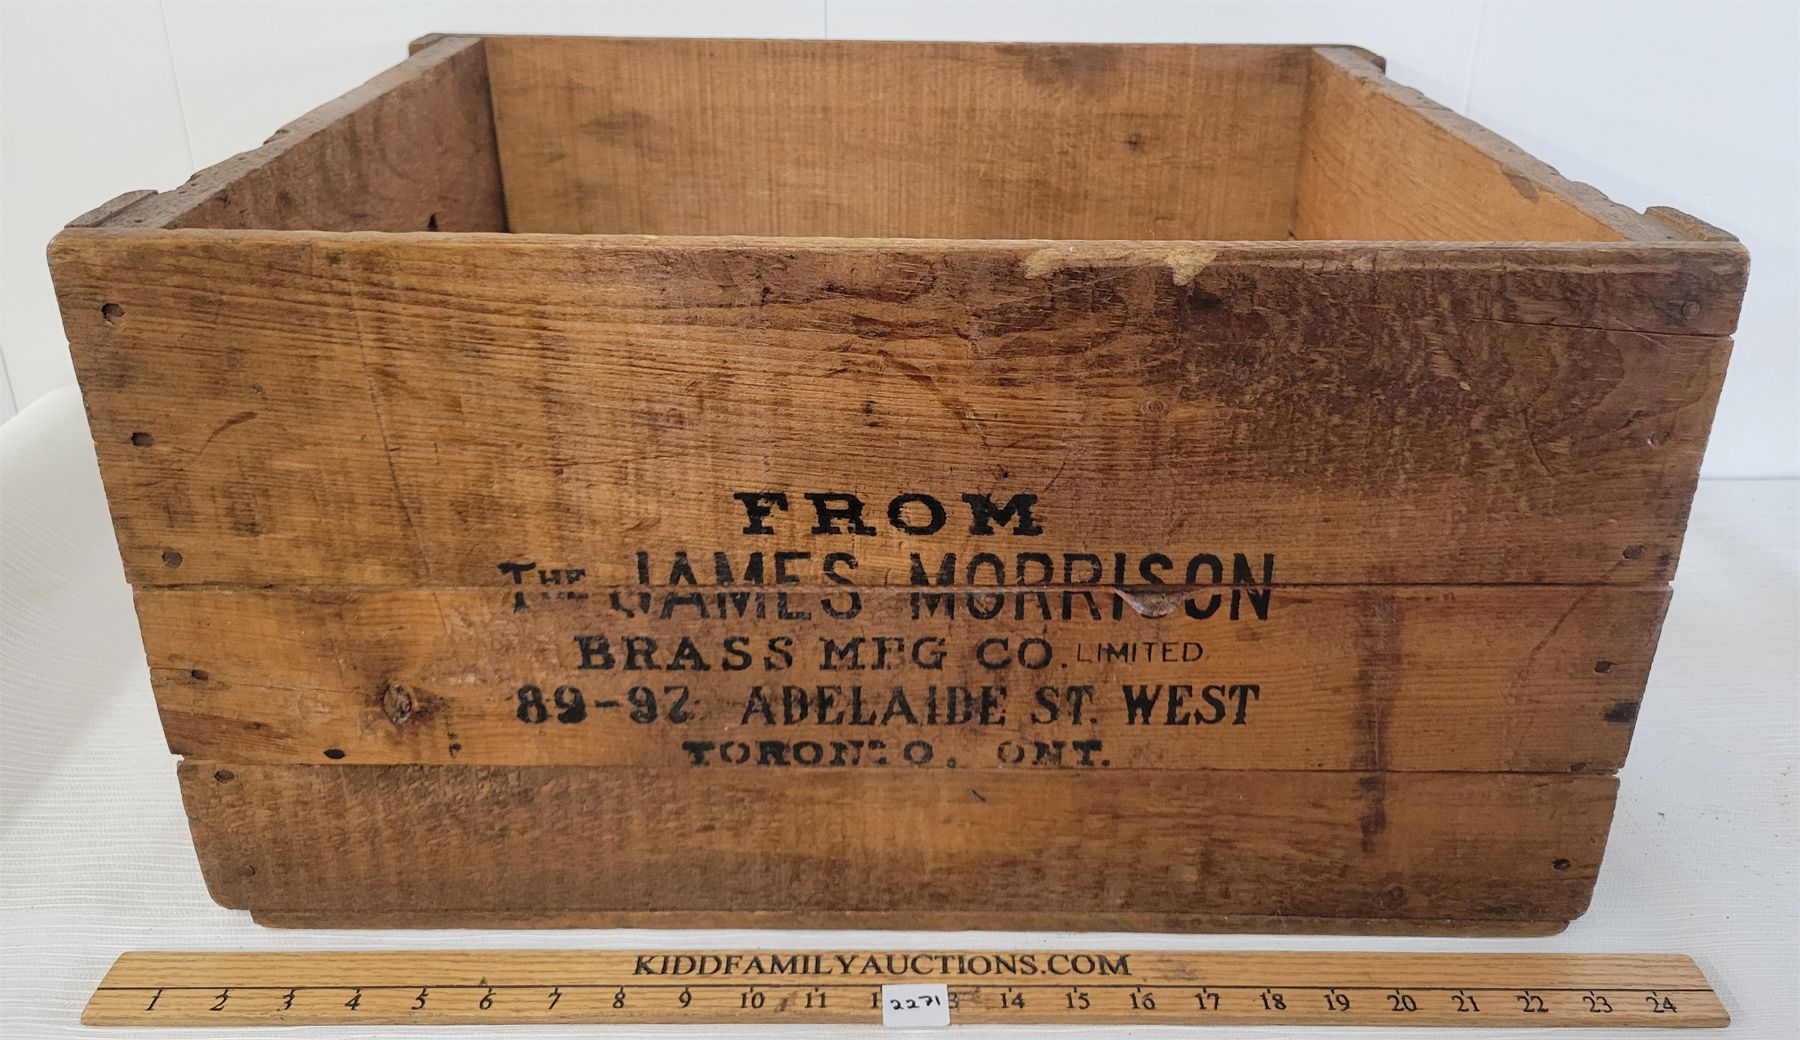 FROM
THE JAMES MORRISON
BRASS MFG CO. LIMITED
89-97 ADELAIDE ST. WEST
TORONTO, ONT.
KIDDFAMILYAUCTIONS.COM
1 2 3 4 5 6 7 8 9 10 11 1 2271 3 14 15 16 17 18 19 20 21 22 23 24